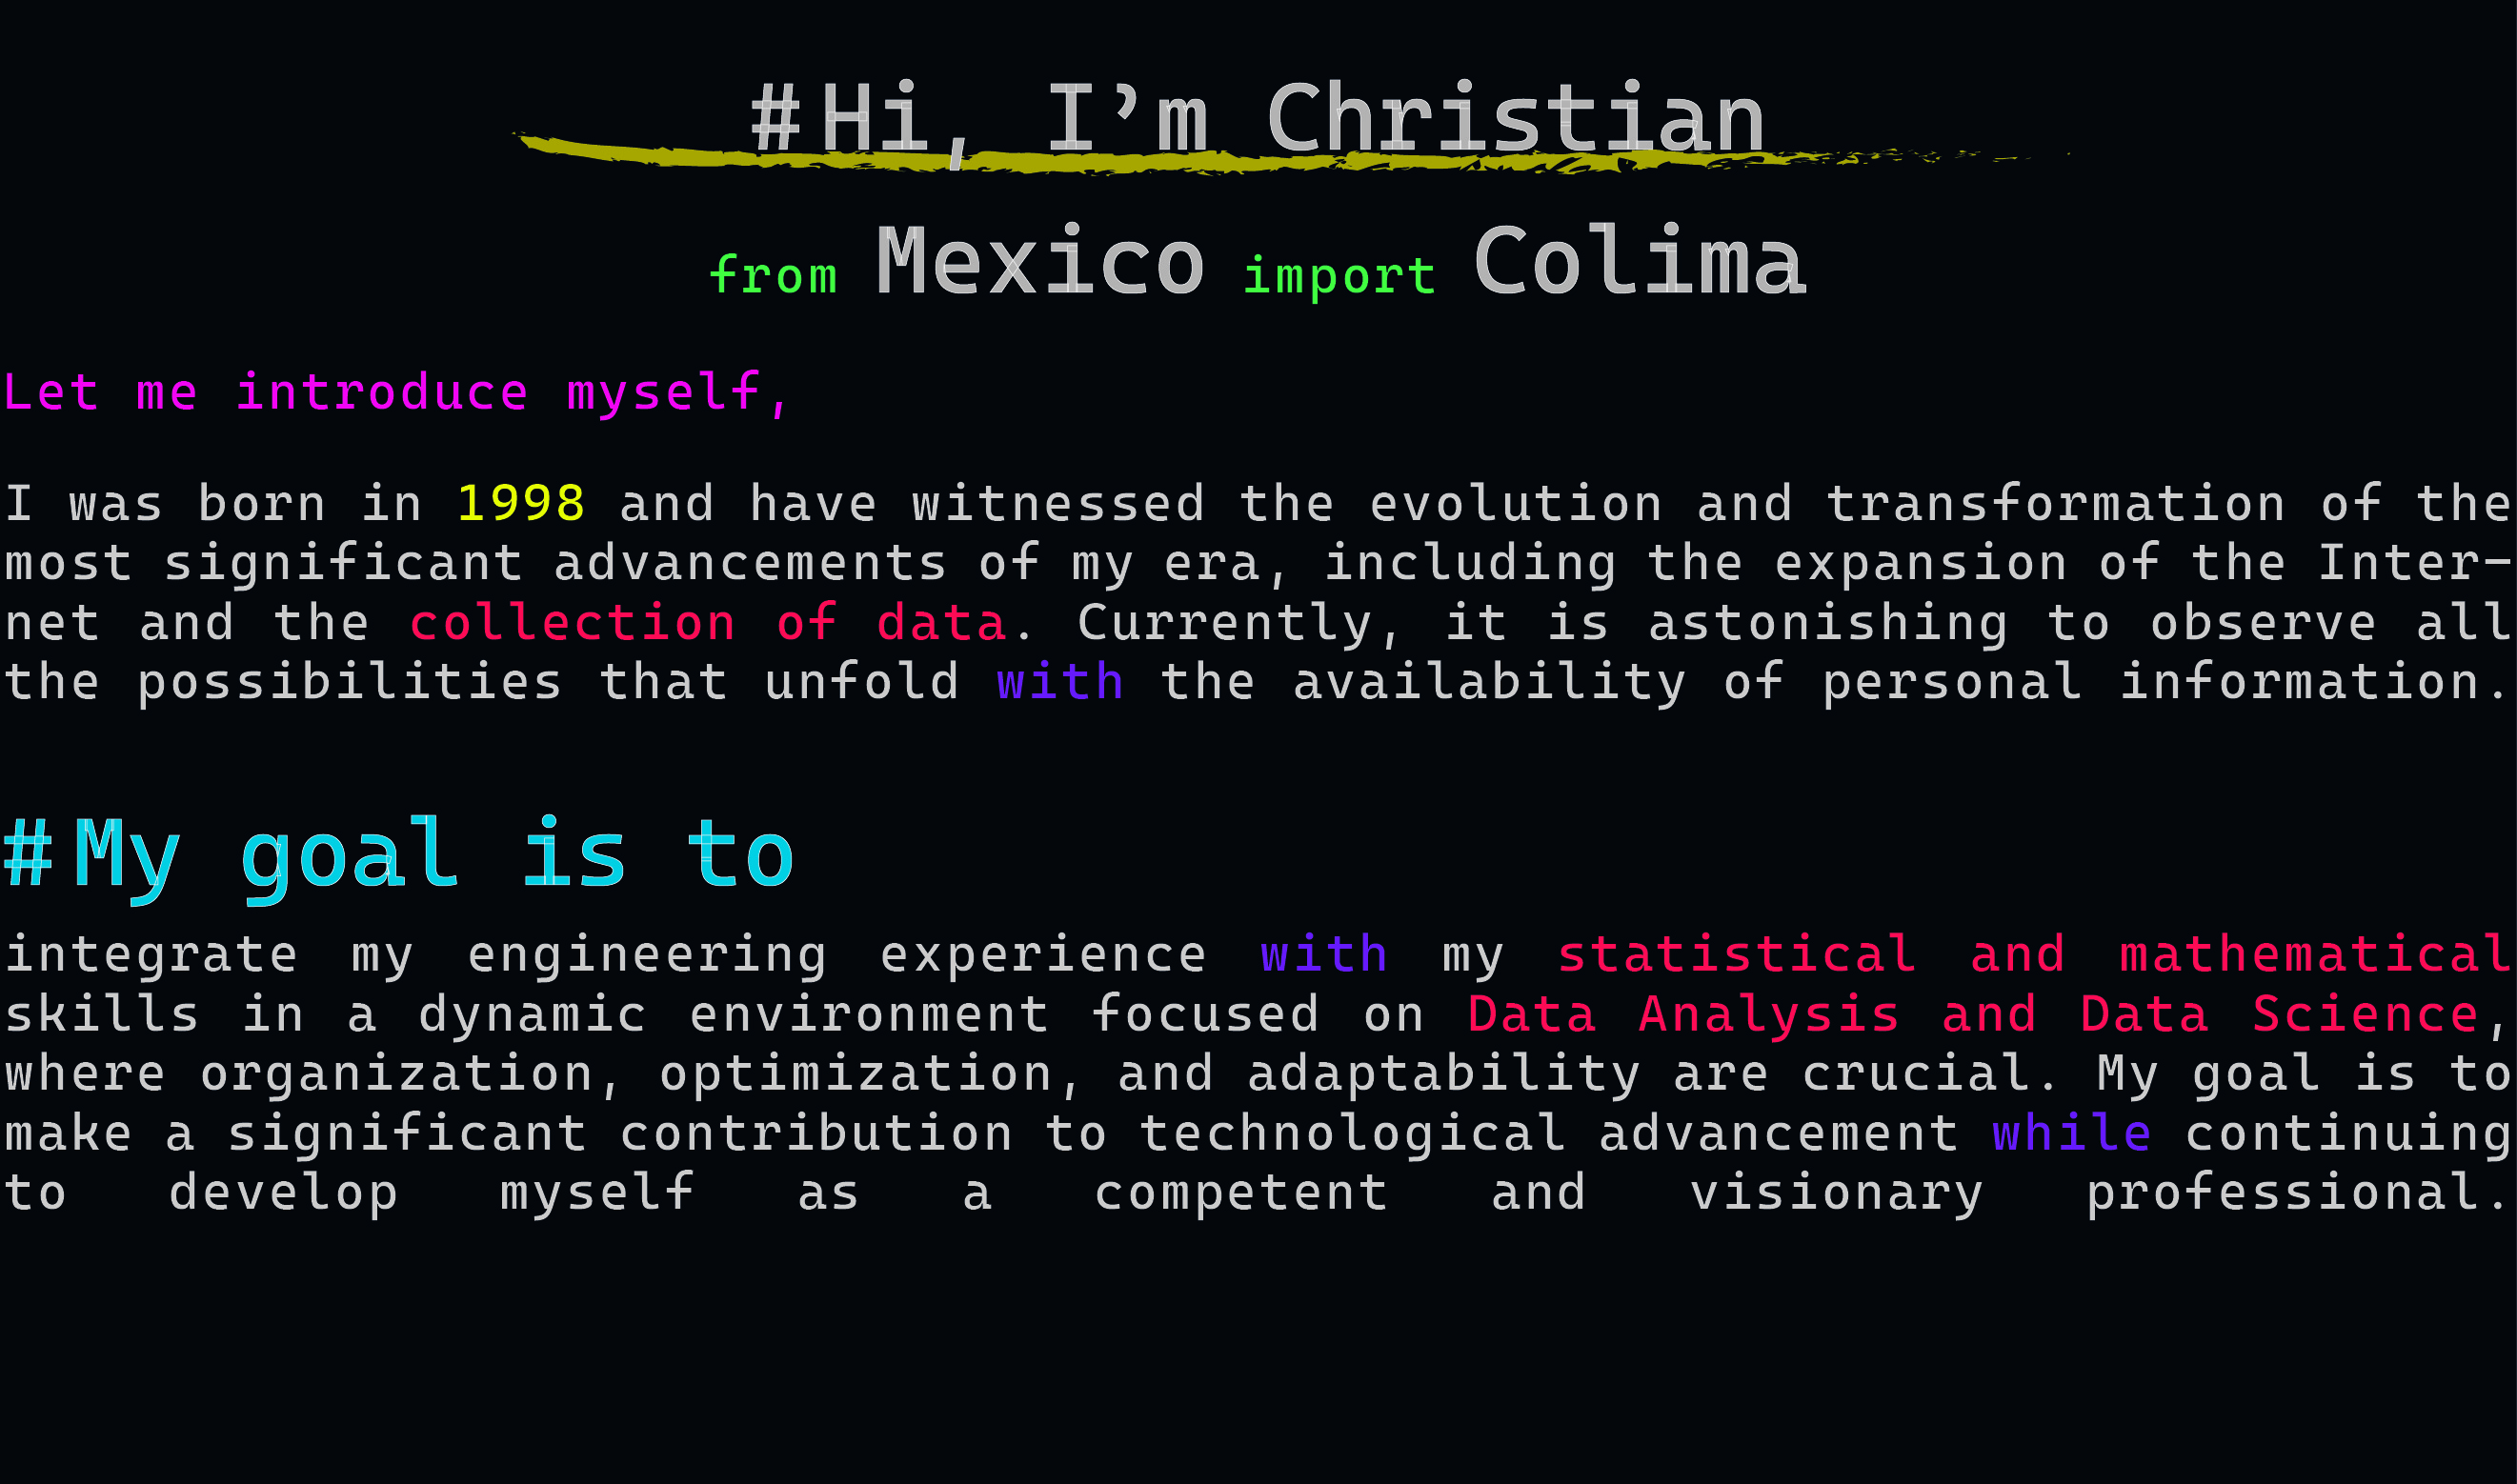 #Hi, I’m Christian
from Mexico import Colima
Let me introduce myself,
I was born in 1998 and have witnessed the evolution and transformation of the
most significant advancements of my era, including the expansion of the Inter-
net and the collection of data. Currently, it is astonishing to observe all
the possibilities that unfold with the availability of personal information.
#My goal is to
integrate my engineering experience with my statistical and mathematical
skills in a dynamic environment focused on Data Analysis and Data Science,
where organization, optimization, and adaptability are crucial. My goal is to
make a significant contribution to technological advancement while continuing
to develop myself as a competent and visionary professional.